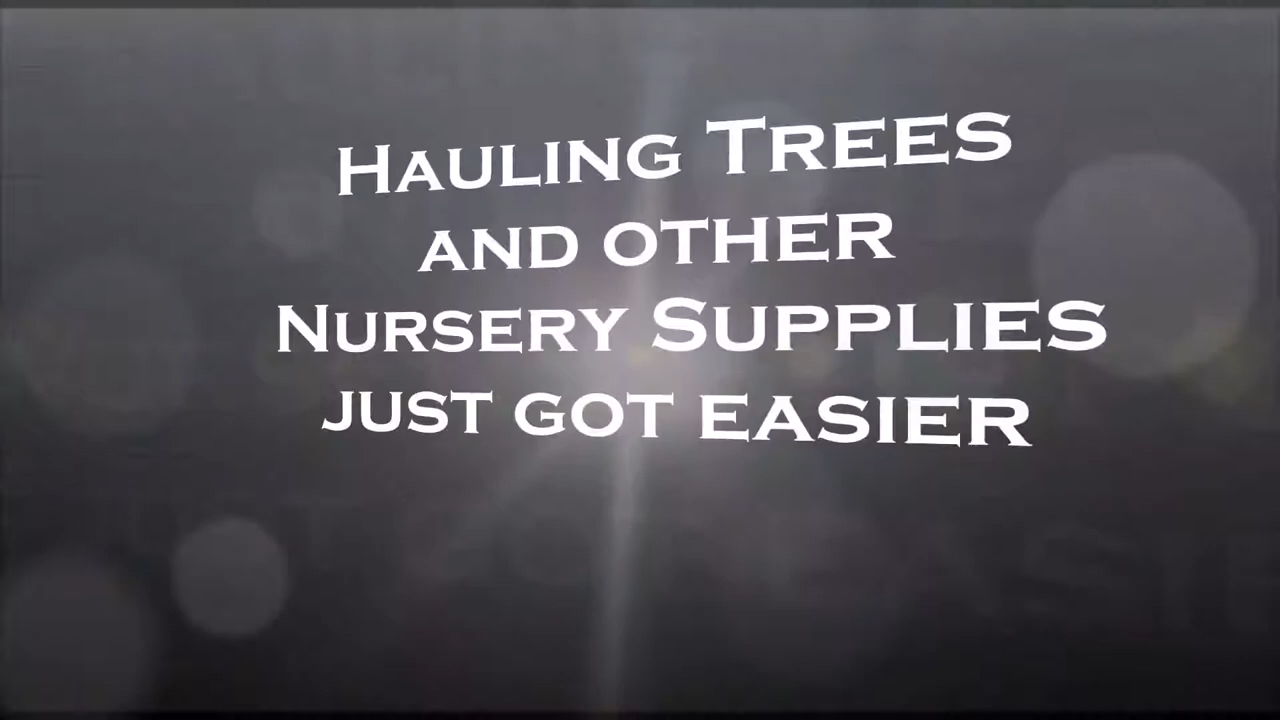 Hauling Trees
and other
Nursery Supplies
just got easier